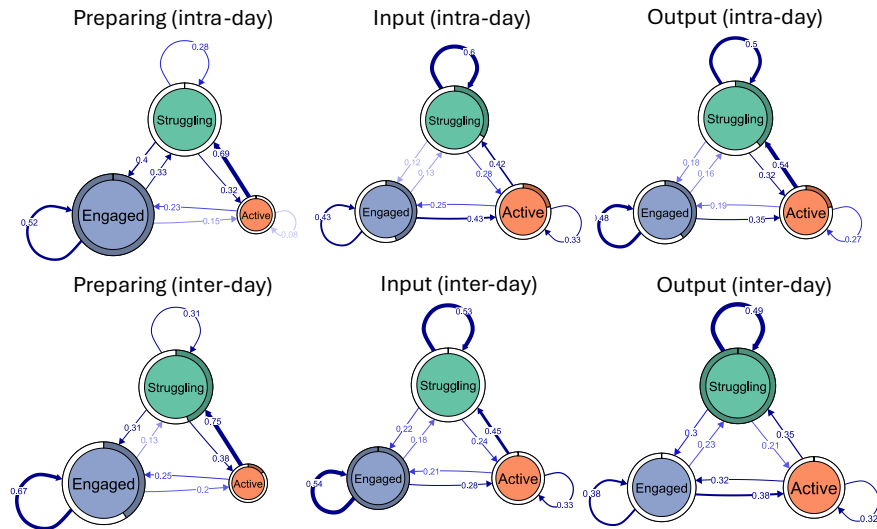 Preparing (intra-day)
Input (intra-day)
Output (intra-day)
0.28
Struggling
0.4
0.33
0.69
0.32
Engaged
0.23
0.15
Active
0.52
0.08
0.6
Struggling
0.12
0.13
0.42
0.28
Engaged
0.25
0.43
Active
0.43
0.33
0.5
Struggling
0.18
0.16
0.54
0.32
Engaged
0.19
0.35
Active
0.48
0.27
Preparing (inter-day)
Input (inter-day)
Output (inter-day)
0.31
Struggling
0.31
0.13
0.75
0.38
Engaged
0.25
0.2
Active
0.67
0.53
Struggling
0.22
0.18
0.45
0.24
Engaged
0.21
0.28
Active
0.54
0.33
0.49
Struggling
0.3
0.23
0.35
0.21
Engaged
0.32
0.38
Active
0.38
0.32